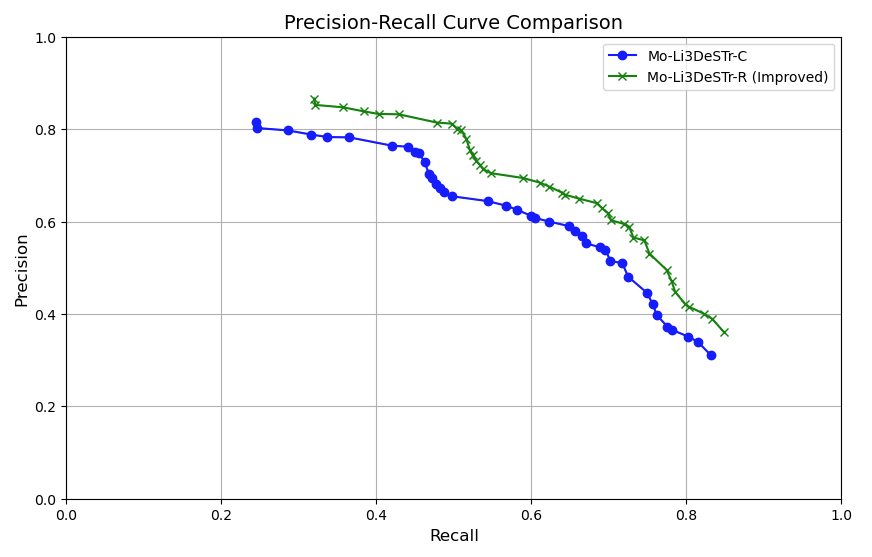 Precision-Recall Curve Comparison
Mo-Li3DeSTr-C
Mo-Li3DeSTr-R (Improved)
Precision
1.0
0.8
0.6
0.4
0.2
0.0
0.0 0.2 0.4 0.6 0.8 1.0
Recall